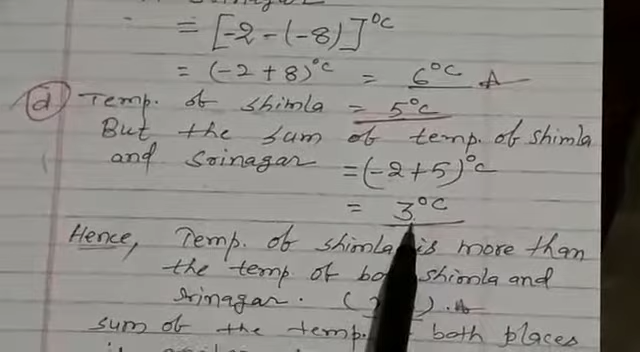 = [-2-(-8)]°C
= (-2+8)°C = 6°C A
(d) Temp. of Shimla = 5°C
But the sum of temp. of Shimla
and Srinagar = (-2+5)°C
= 3°C
Hence, Temp. of Shimla is more than
the temp. of Shimla and
Srinagar.
sum of the temp. both places